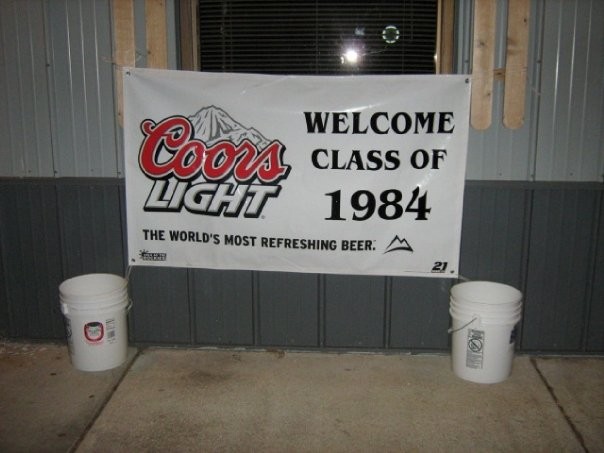 Coors
LIGHT
WELCOME
CLASS OF
1984
THE WORLD'S MOST REFRESHING BEER.
21